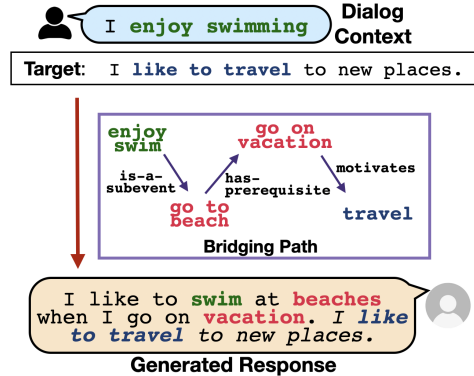 I enjoy swimming
Dialog
Context
Target: I like to travel to new places.
enjoy
swim
go on
vacation
is-a-
subevent
has-
prerequisite
motivates
go to
beach
travel
Bridging Path
I like to swim at beaches
when I go on vacation. I like
to travel to new places.
Generated Response